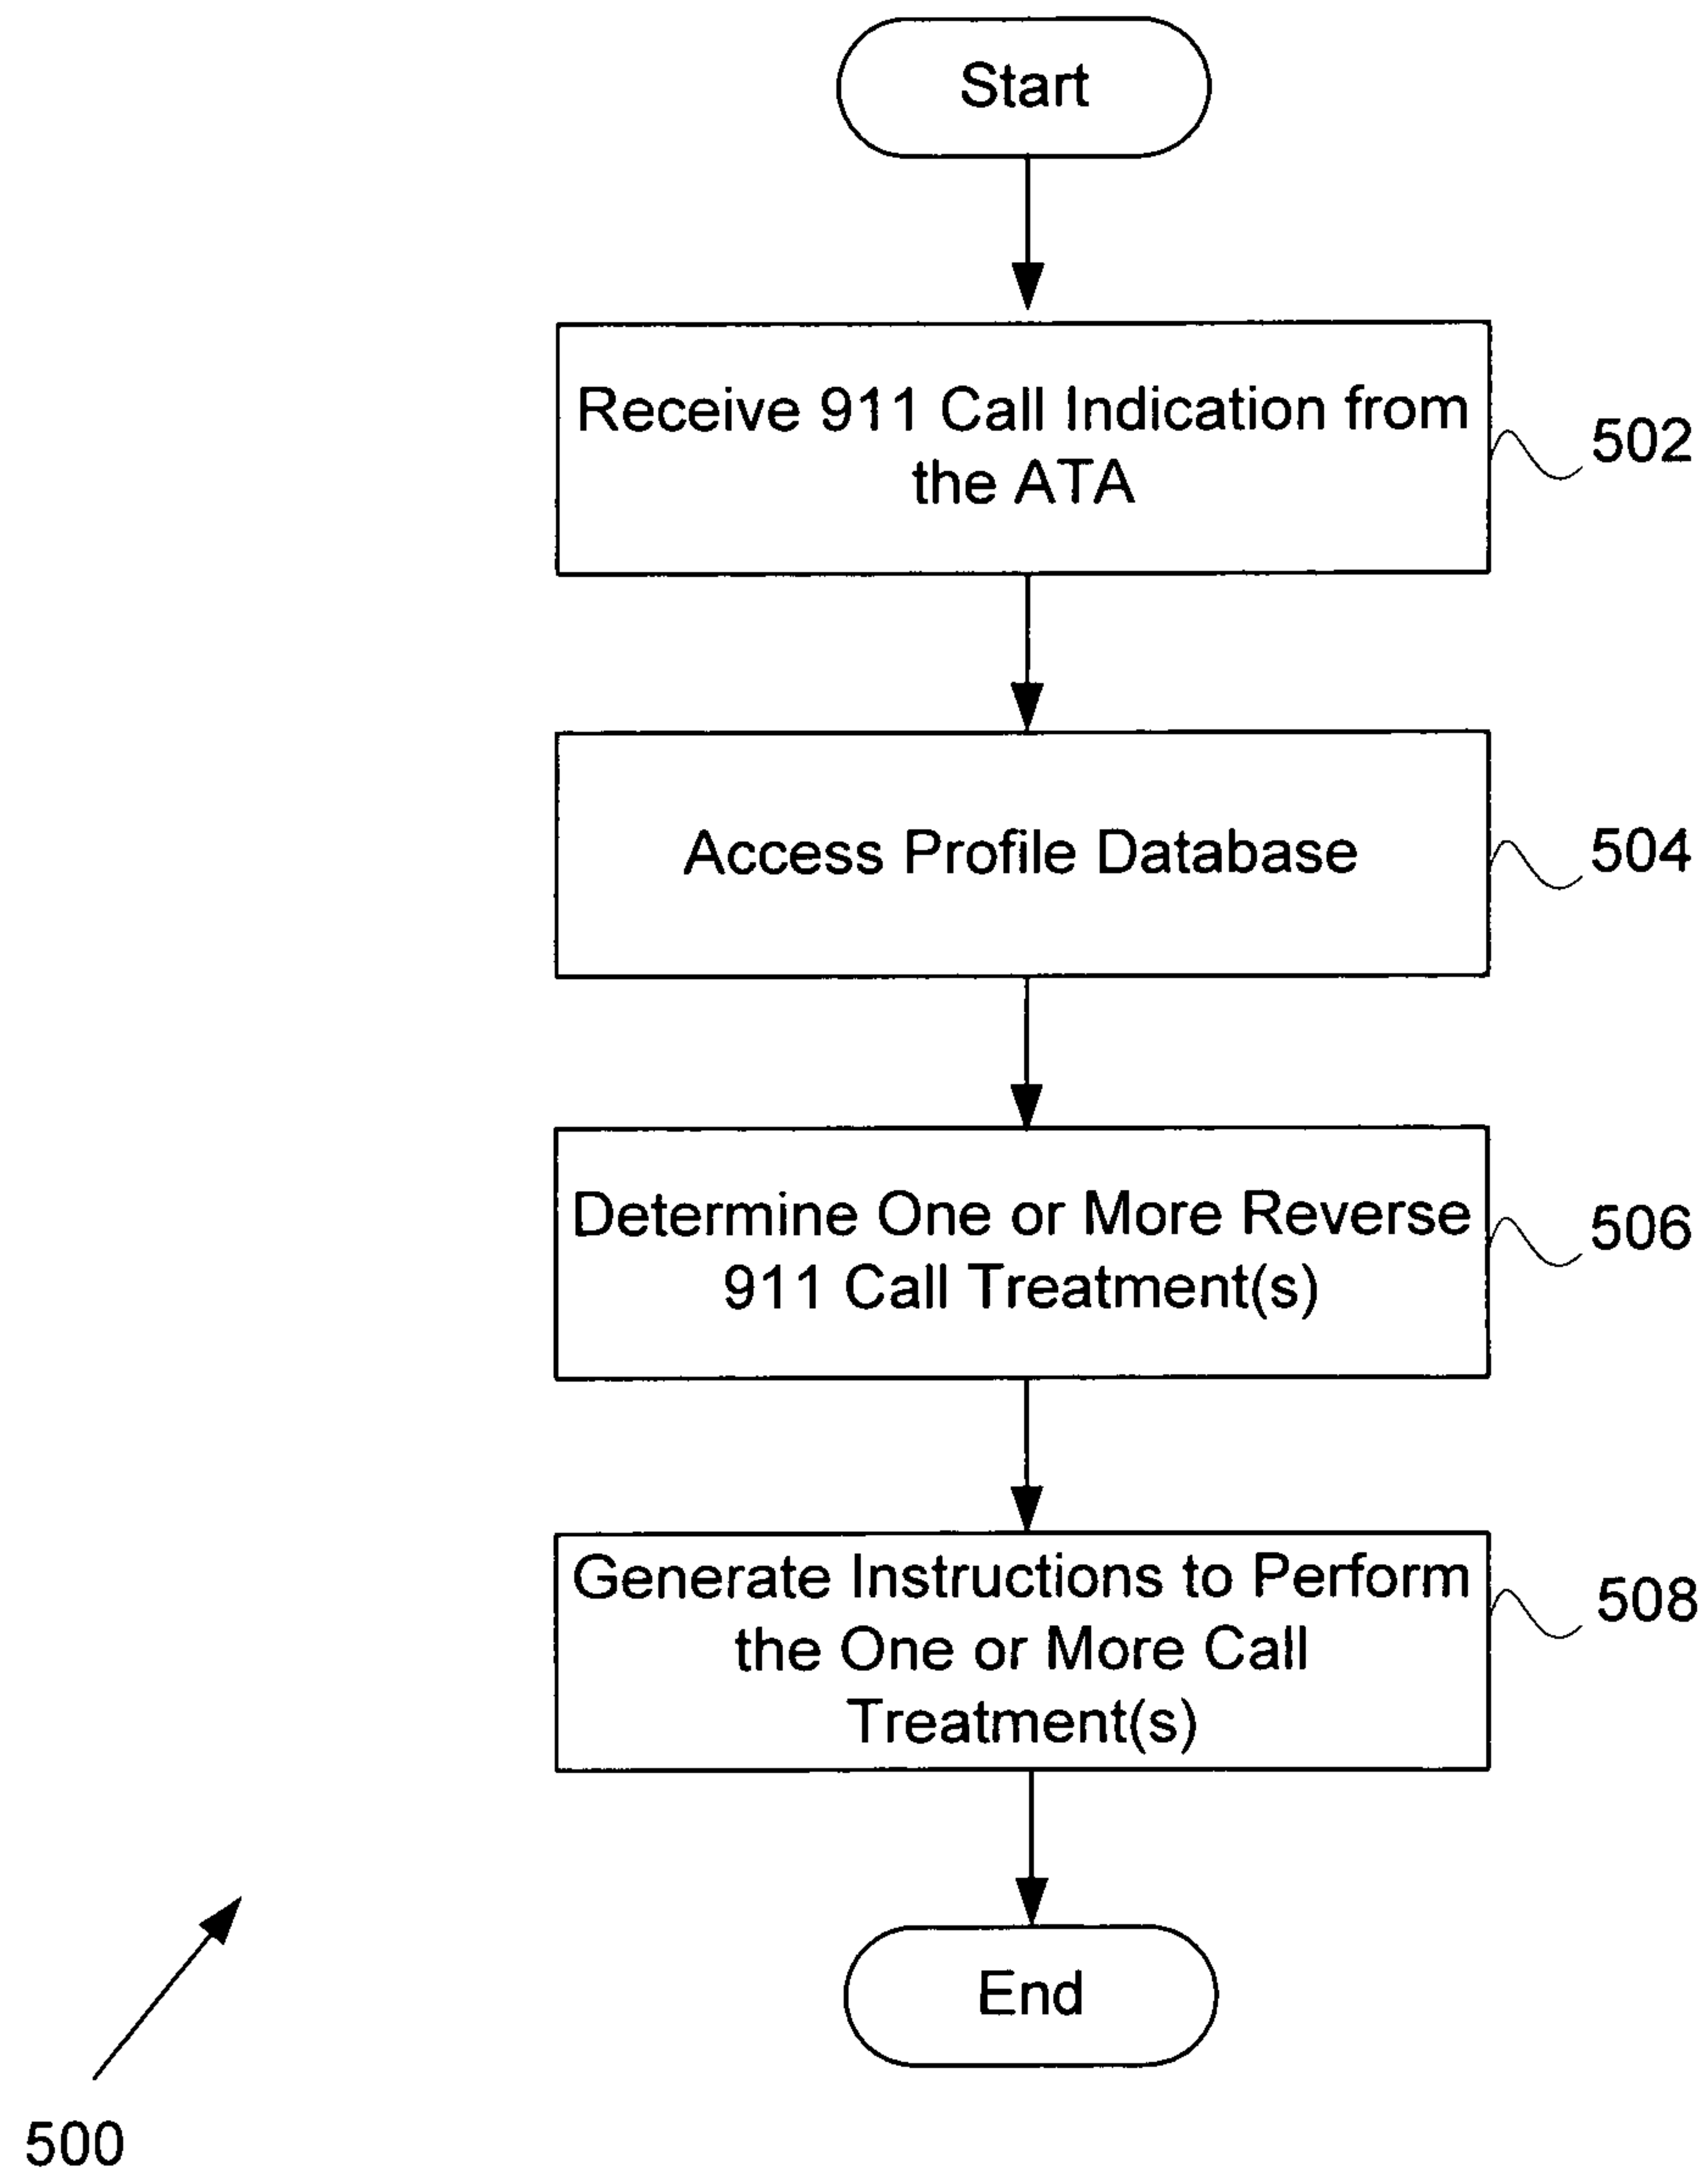 Start
Receive 911 Call Indication from
the ATA
502
Access Profile Database
504
Determine One or More Reverse
911 Call Treatment(s)
506
Generate Instructions to Perform
the One or More Call
Treatment(s)
508
End
500